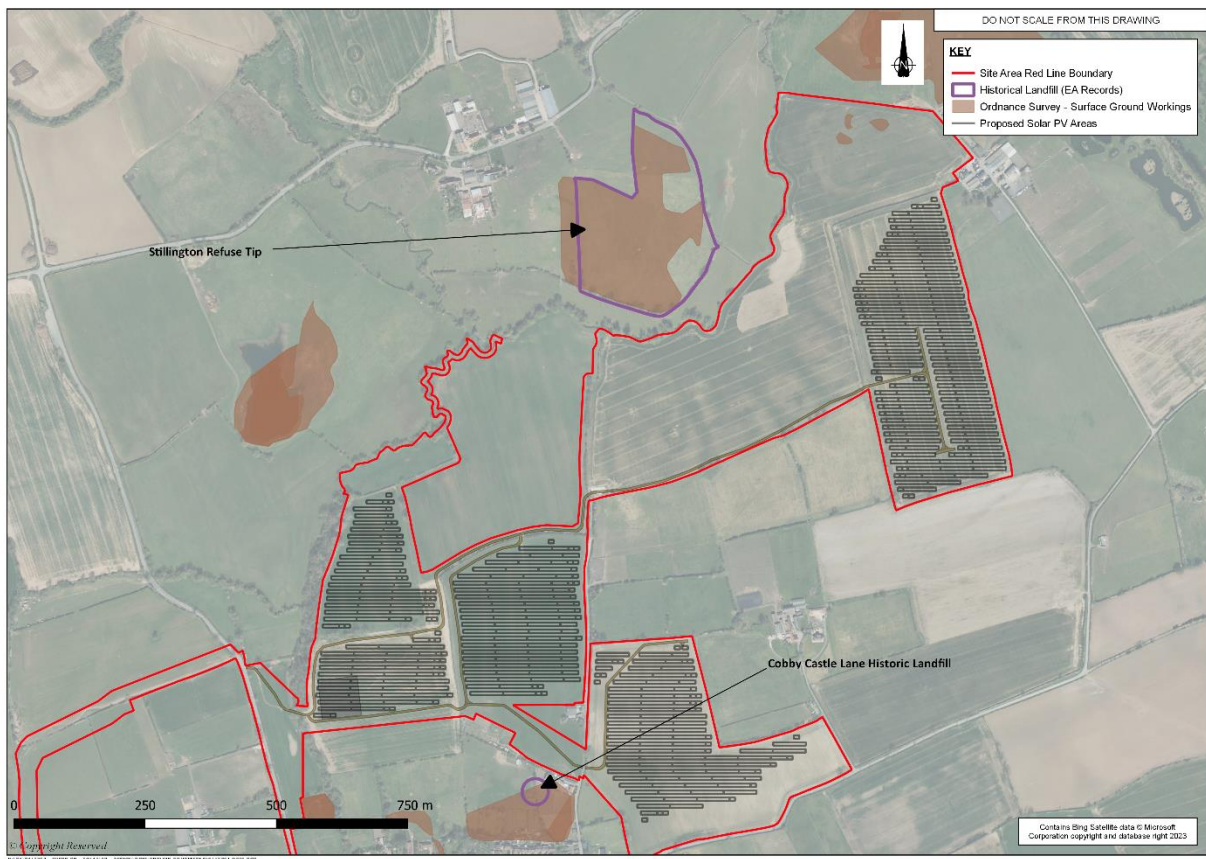 DO NOT SCALE FROM THIS DRAWING
N
KEY
Site Area Red Line Boundary
Historical Landfill (EA Records)
Ordnance Survey - Surface Ground Workings
Proposed Solar PV Areas
Stillington Refuse Tip
Cobby Castle Lane Historic Landfill
0 250 500 750 m
© Copyright Reserved
Contains Bing Satellite data © Microsoft
Corporation copyright and database right 2023